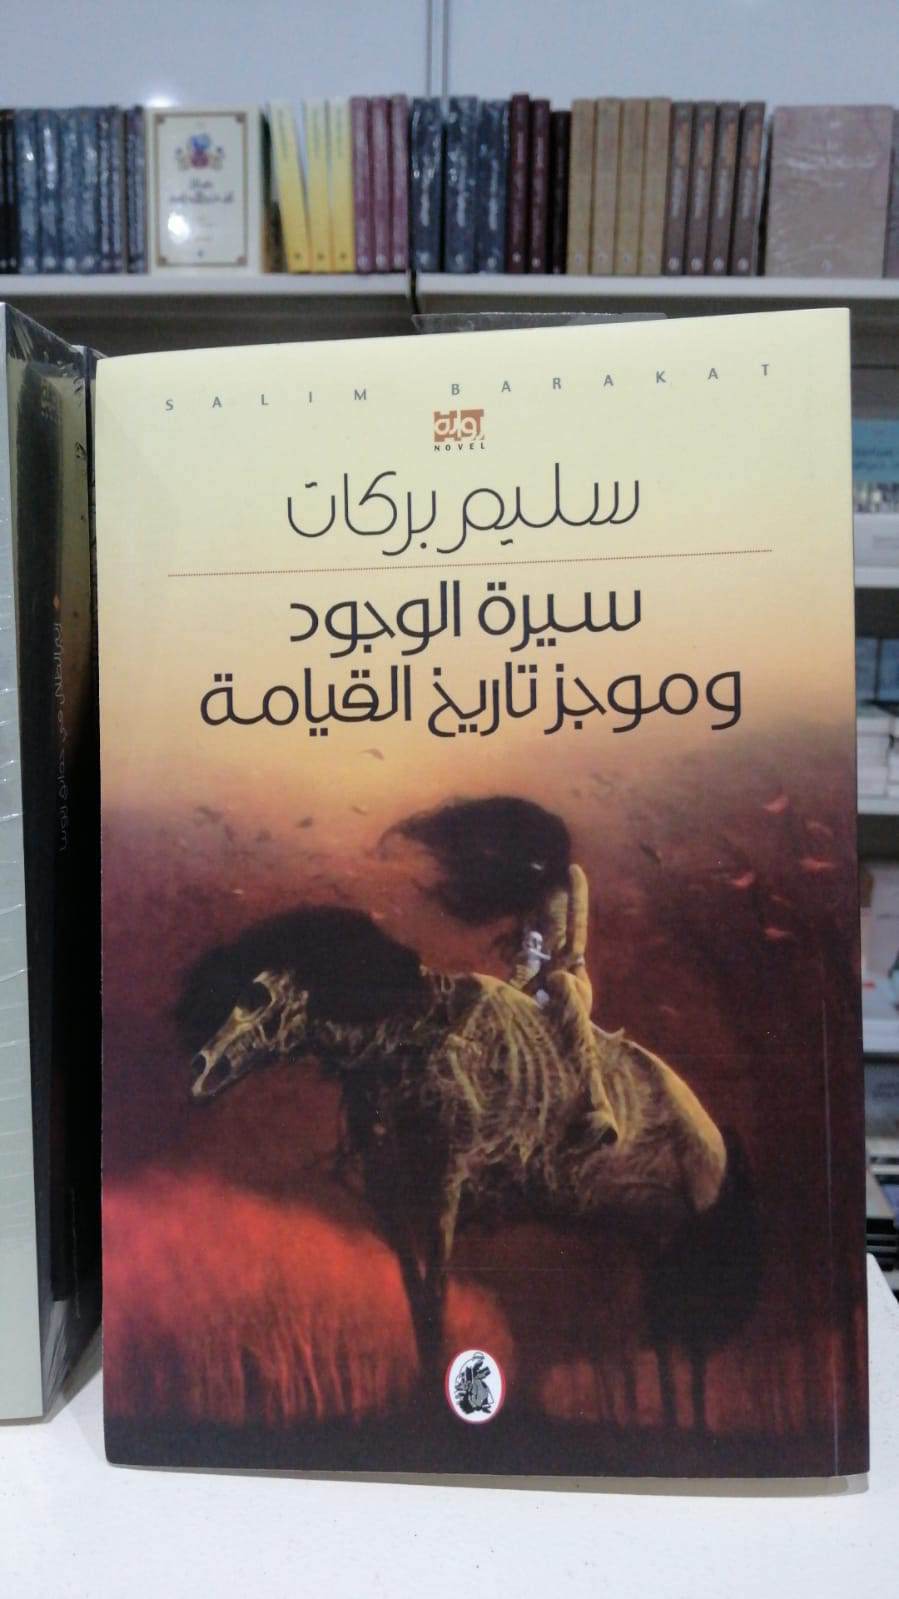 SALIM BARAKAT
رواية
NOVEL
سليم بركات
سيرة الوجود
وموجز تاريخ القيامة